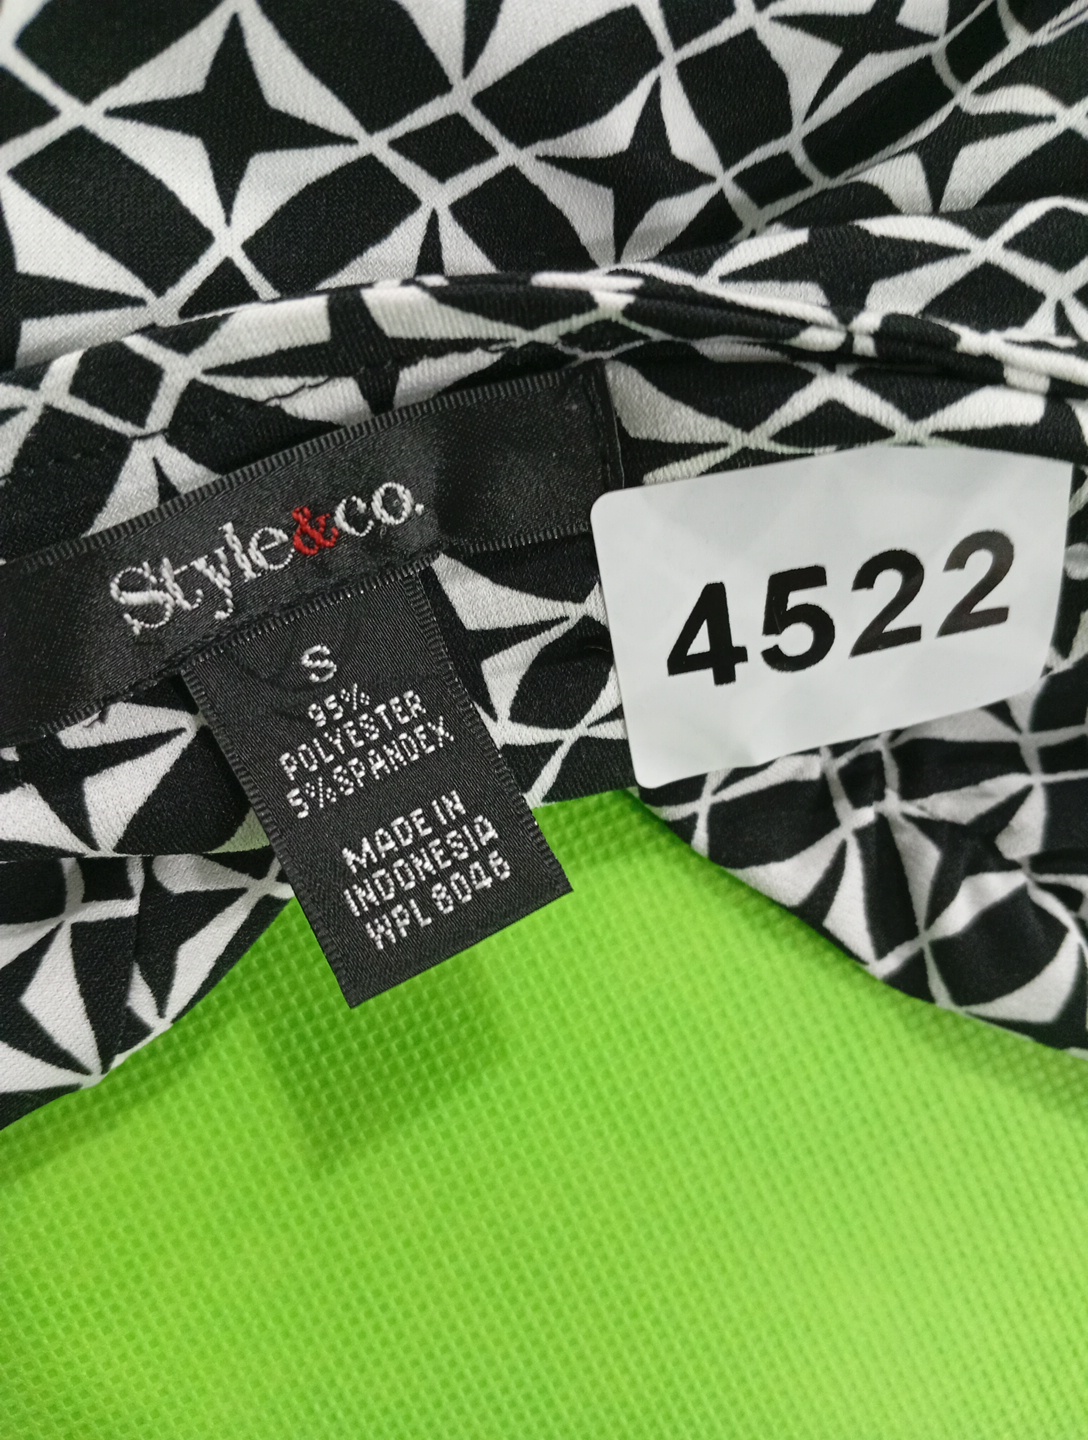 Style&co.
S
95%
POLYESTER
5%SPANDEX
MADE IN
INDONESIA
WPL 8046
4522